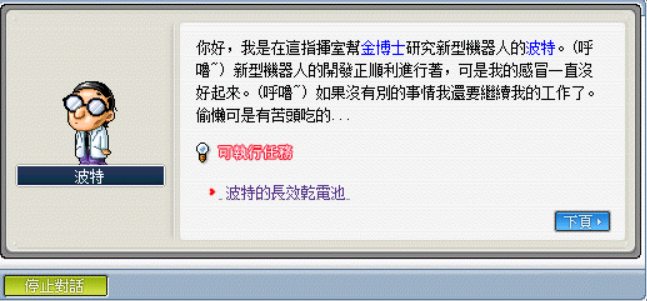 你好，我是在這指揮室幫金博士研究新型機器人的波特。(呼
嚕~) 新型機器人的開發正順利進行著，可是我的感冒一直沒
好起來。(呼嚕~) 如果沒有別的事情我還要繼續我的工作了。
偷懶可是有苦頭吃的...
可執行任務
波特
波特的長效乾電池
下頁
停止對話